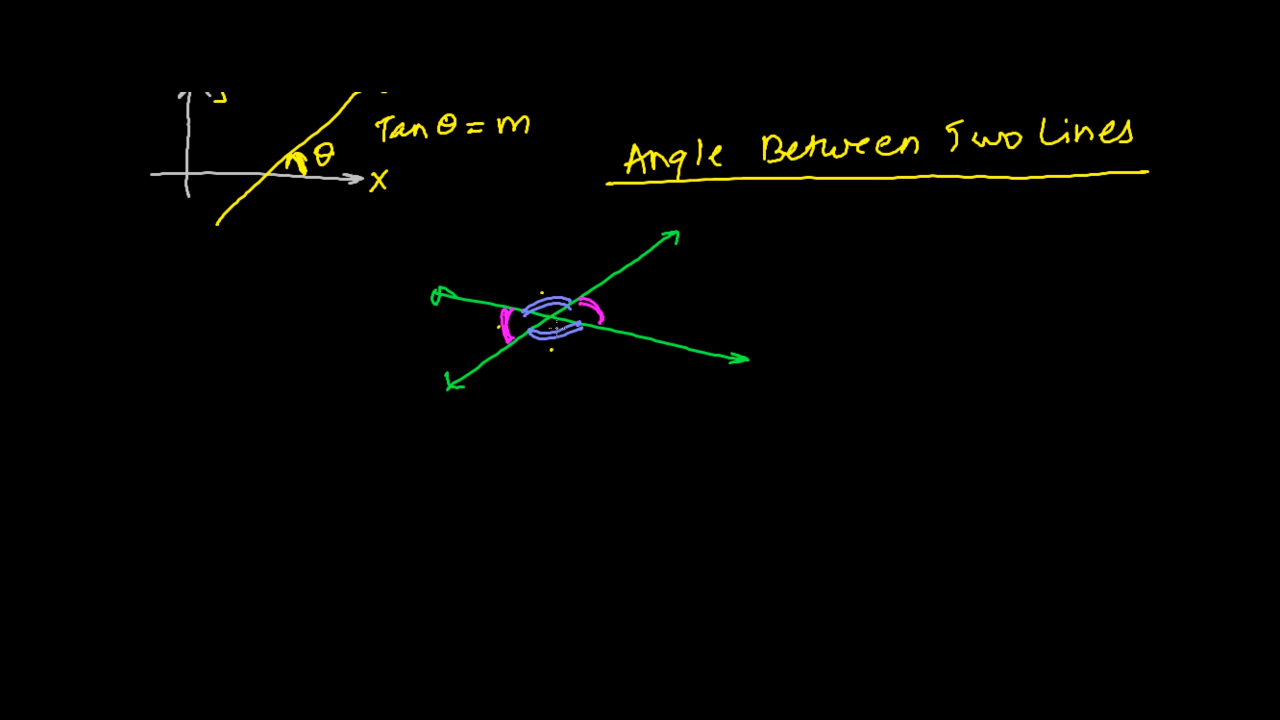 Tan θ = m
Angle Between Two Lines
θ
X